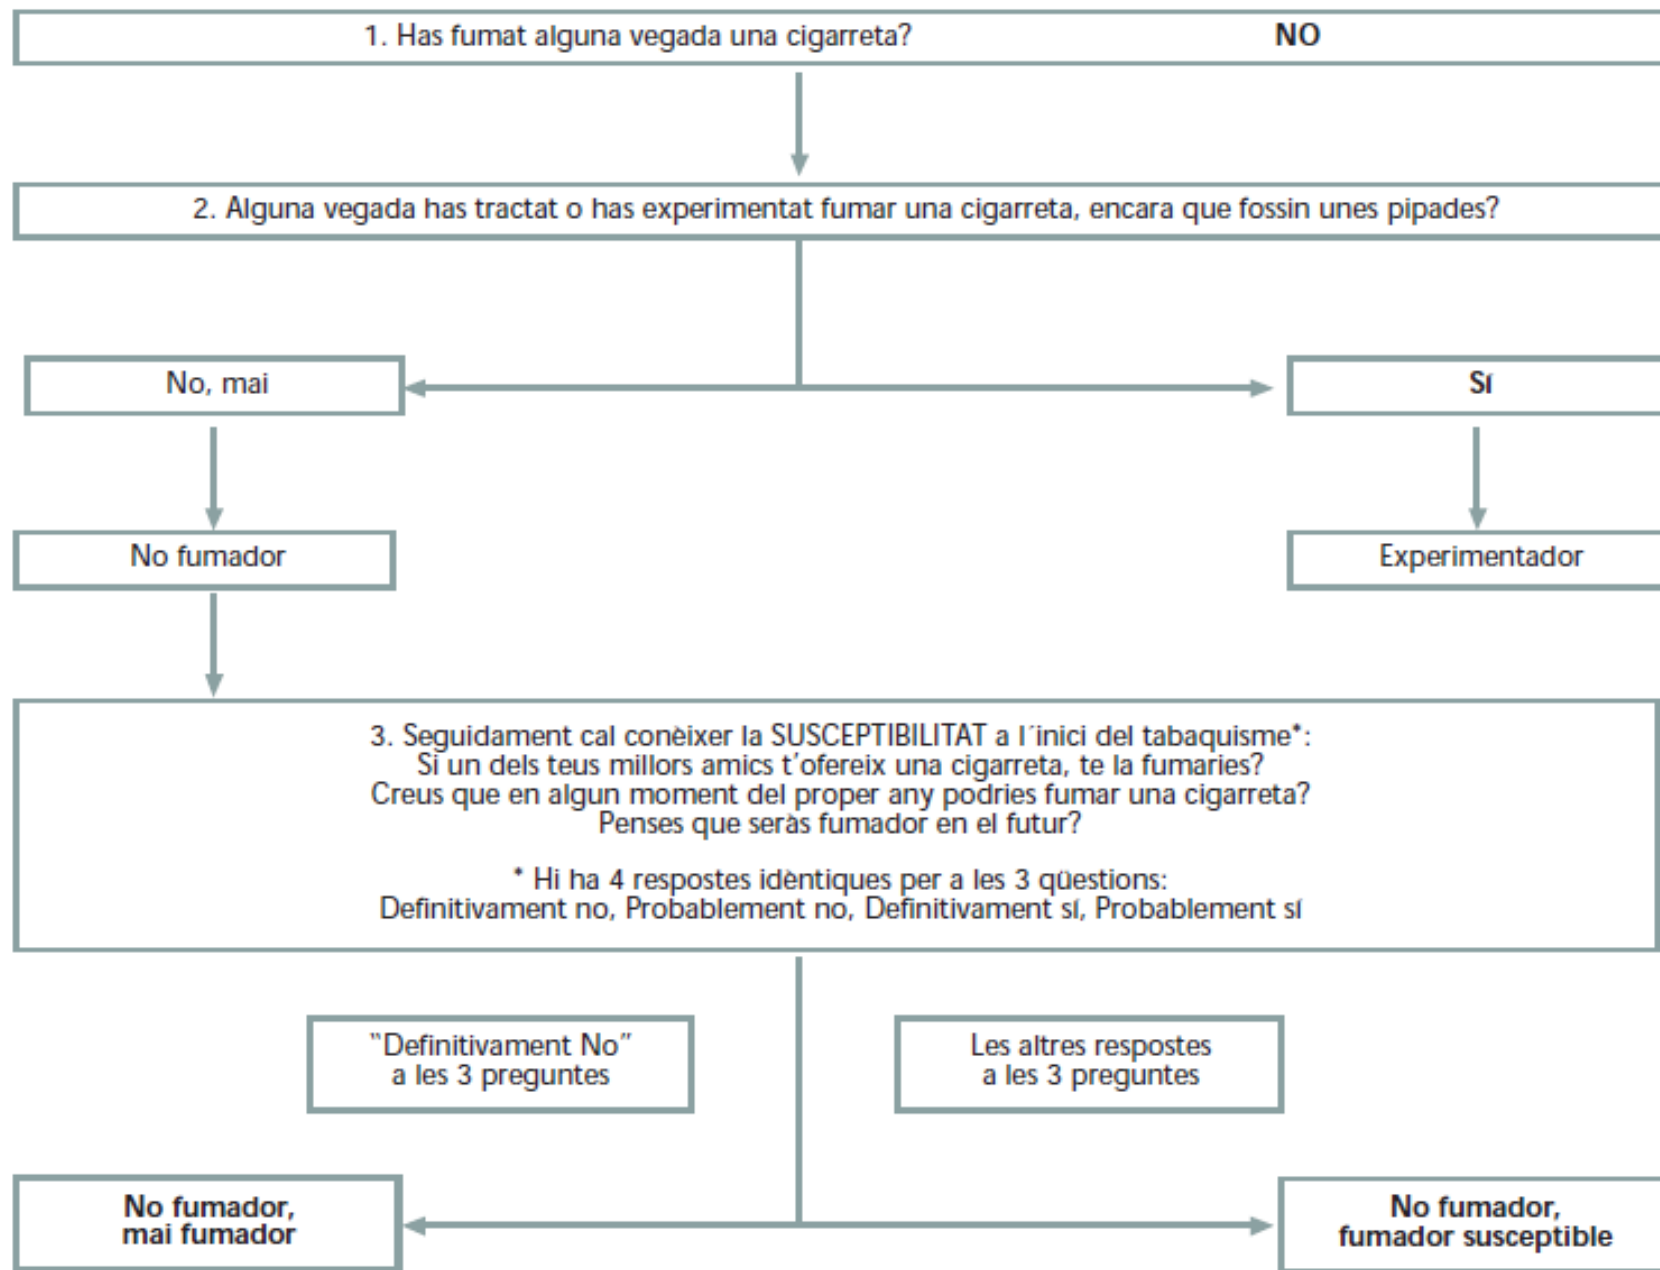 1. Has fumat alguna vegada una cigarreta? NO
2. Alguna vegada has tractat o has experimentat fumar una cigarreta, encara que fossin unes pipades?
No, mai
Sí
No fumador
Experimentador
3. Seguidament cal conèixer la SUSCEPTIBILITAT a l´inici del tabaquisme*:
Si un dels teus millors amics t'ofereix una cigarreta, te la fumaries?
Creus que en algun moment del proper any podries fumar una cigarreta?
Penses que seràs fumador en el futur?
* Hi ha 4 respostes idèntiques per a les 3 qüestions:
Definitivament no, Probablement no, Definitivament sí, Probablement sí
"Definitivament No"
a les 3 preguntes
Les altres respostes
a les 3 preguntes
No fumador,
mai fumador
No fumador,
fumador susceptible